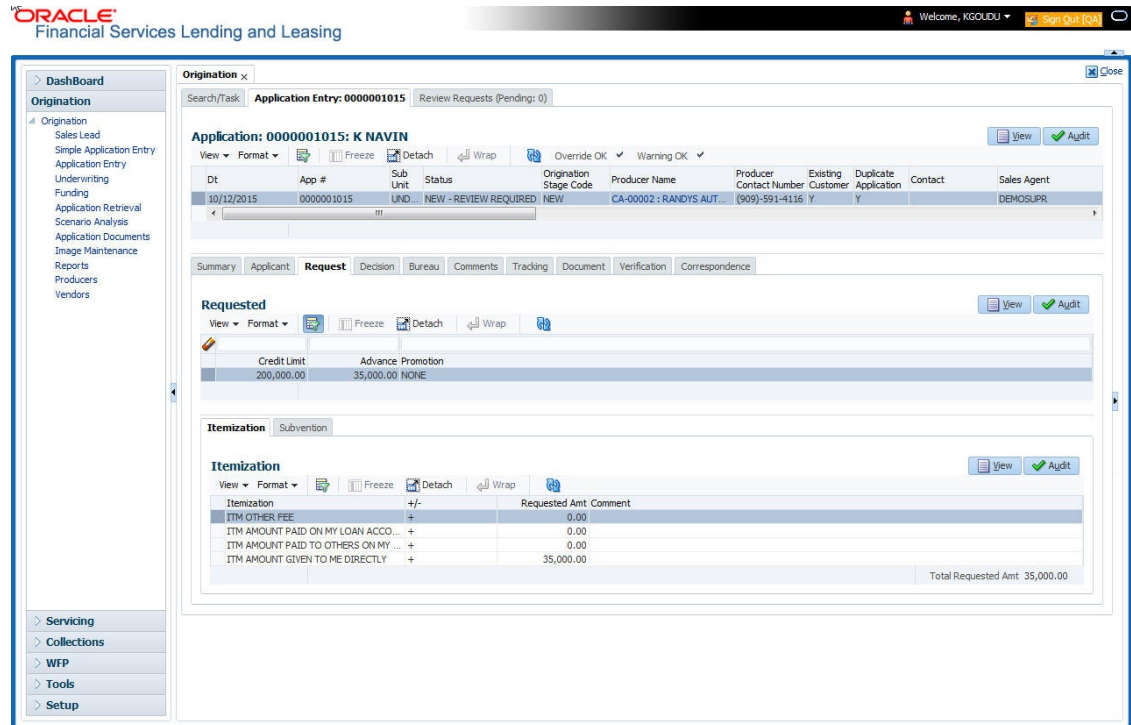 ORACLE
Welcome, KGOUDU
Sign Out [QA]
Financial Services Lending and Leasing
Close
DashBoard
Origination
Origination
Sales Lead
Simple Application Entry
Application Entry
Underwriting
Funding
Application Retrieval
Scenario Analysis
Application Documents
Image Maintenance
Reports
Producers
Vendors
Servicing
Collections
WFP
Tools
Setup
Origination x
Search/Task Application Entry: 0000001015 Review Requests (Pending: 0)
Application: 0000001015: K NAVIN
View Audit
View Format Freeze Detach Wrap Override OK Warning OK
Dt App # Sub Unit Status Origination Stage Code Producer Name Producer Contact Number Existing Customer Duplicate Application Contact Sales Agent
10/12/2015 0000001015 UND... NEW - REVIEW REQUIRED NEW CA-00002 : RANDYS AUT... (909)-591-4116 Y Y DEMOSUPR
Summary Applicant Request Decision Bureau Comments Tracking Document Verification Correspondence
Requested
View Audit
View Format Freeze Detach Wrap
Credit Limit Advance Promotion
200,000.00 35,000.00 NONE
Itemization Subvention
Itemization
View Audit
View Format Freeze Detach Wrap
Itemization +/- Requested Amt Comment
ITM OTHER FEE + 0.00
ITM AMOUNT PAID ON MY LOAN ACCO... + 0.00
ITM AMOUNT PAID TO OTHERS ON MY ... + 0.00
ITM AMOUNT GIVEN TO ME DIRECTLY + 35,000.00
Total Requested Amt 35,000.00